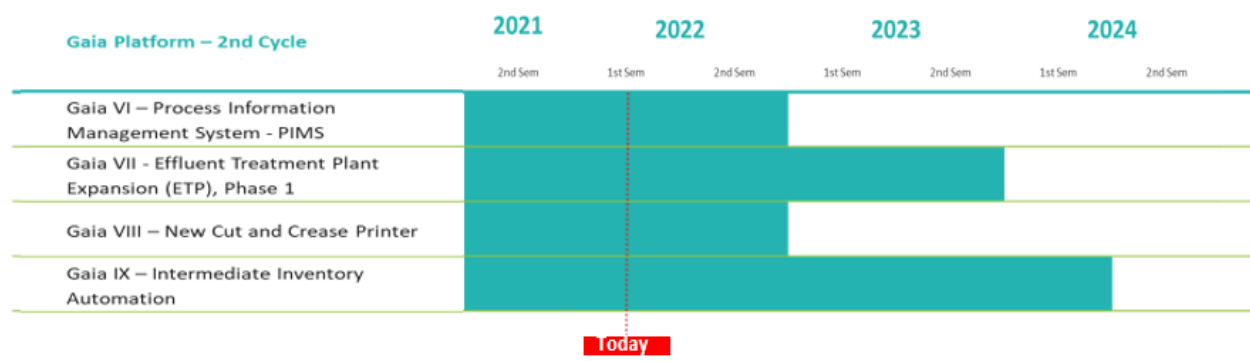 2021 2022 2023 2024
Gaia Platform – 2nd Cycle
2nd Sem 1st Sem 2nd Sem 1st Sem 2nd Sem 1st Sem 2nd Sem
Gaia VI – Process Information
Management System - PIMS
Gaia VII - Effluent Treatment Plant
Expansion (ETP), Phase 1
Gaia VIII – New Cut and Crease Printer
Gaia IX – Intermediate Inventory
Automation
Today